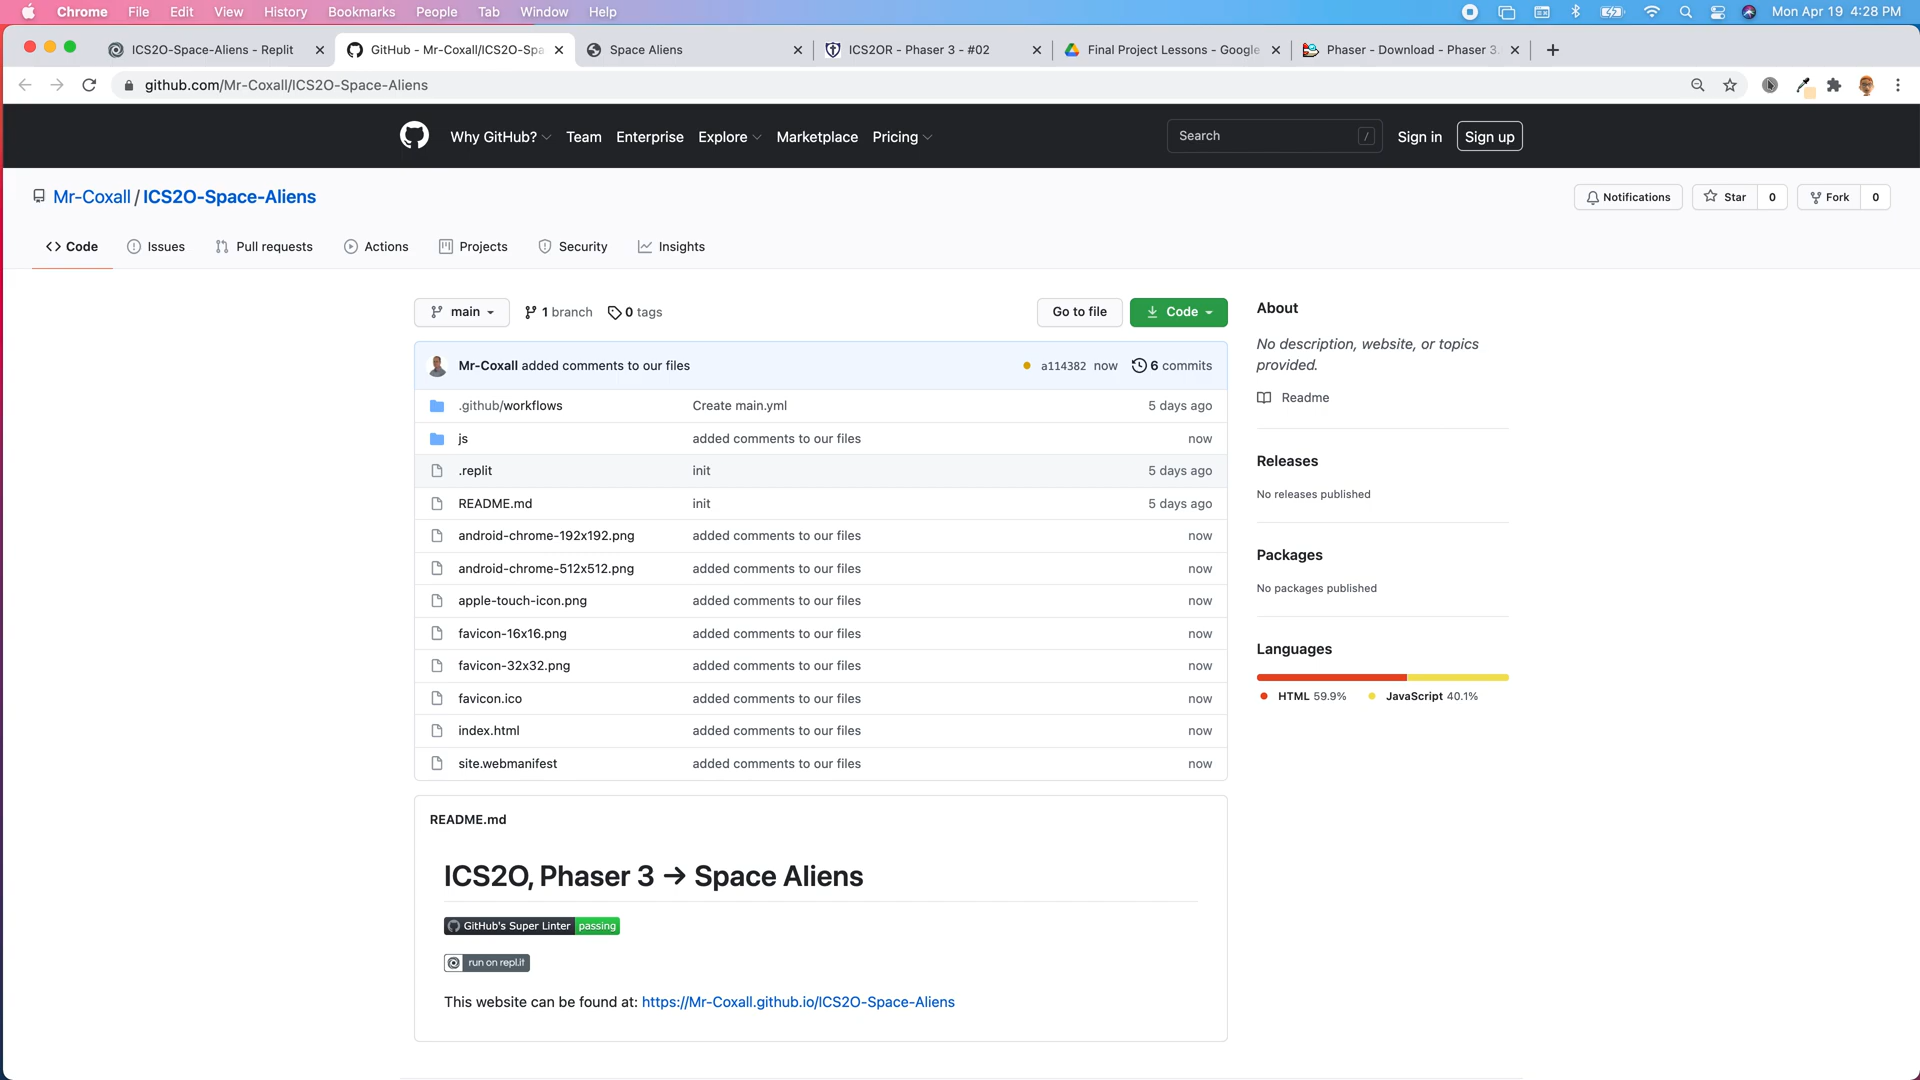 Chrome File Edit View History Bookmarks People Tab Window Help Mon Apr 19 4:28 PM
ICS2O-Space-Aliens - Replit GitHub - Mr-Coxall/ICS2O-Spa Space Aliens ICS2OR - Phaser 3 - #02 Final Project Lessons - Google Phaser - Download - Phaser 3.
github.com/Mr-Coxall/ICS2O-Space-Aliens
Why GitHub? Team Enterprise Explore Marketplace Pricing Search / Sign in Sign up
Mr-Coxall / ICS2O-Space-Aliens Notifications Star 0 Fork 0
<> Code Issues Pull requests Actions Projects Security Insights
main 1 branch 0 tags Go to file Code
About
No description, website, or topics
provided.
Readme
Releases
No releases published
Packages
No packages published
Languages
HTML 59.9% JavaScript 40.1%
Mr-Coxall added comments to our files a114382 now 6 commits
.github/workflows Create main.yml 5 days ago
js added comments to our files now
.replit init 5 days ago
README.md init 5 days ago
android-chrome-192x192.png added comments to our files now
android-chrome-512x512.png added comments to our files now
apple-touch-icon.png added comments to our files now
favicon-16x16.png added comments to our files now
favicon-32x32.png added comments to our files now
favicon.ico added comments to our files now
index.html added comments to our files now
site.webmanifest added comments to our files now
README.md
ICS2O, Phaser 3 → Space Aliens
GitHub's Super Linter passing
run on repl.it
This website can be found at: https://Mr-Coxall.github.io/ICS2O-Space-Aliens